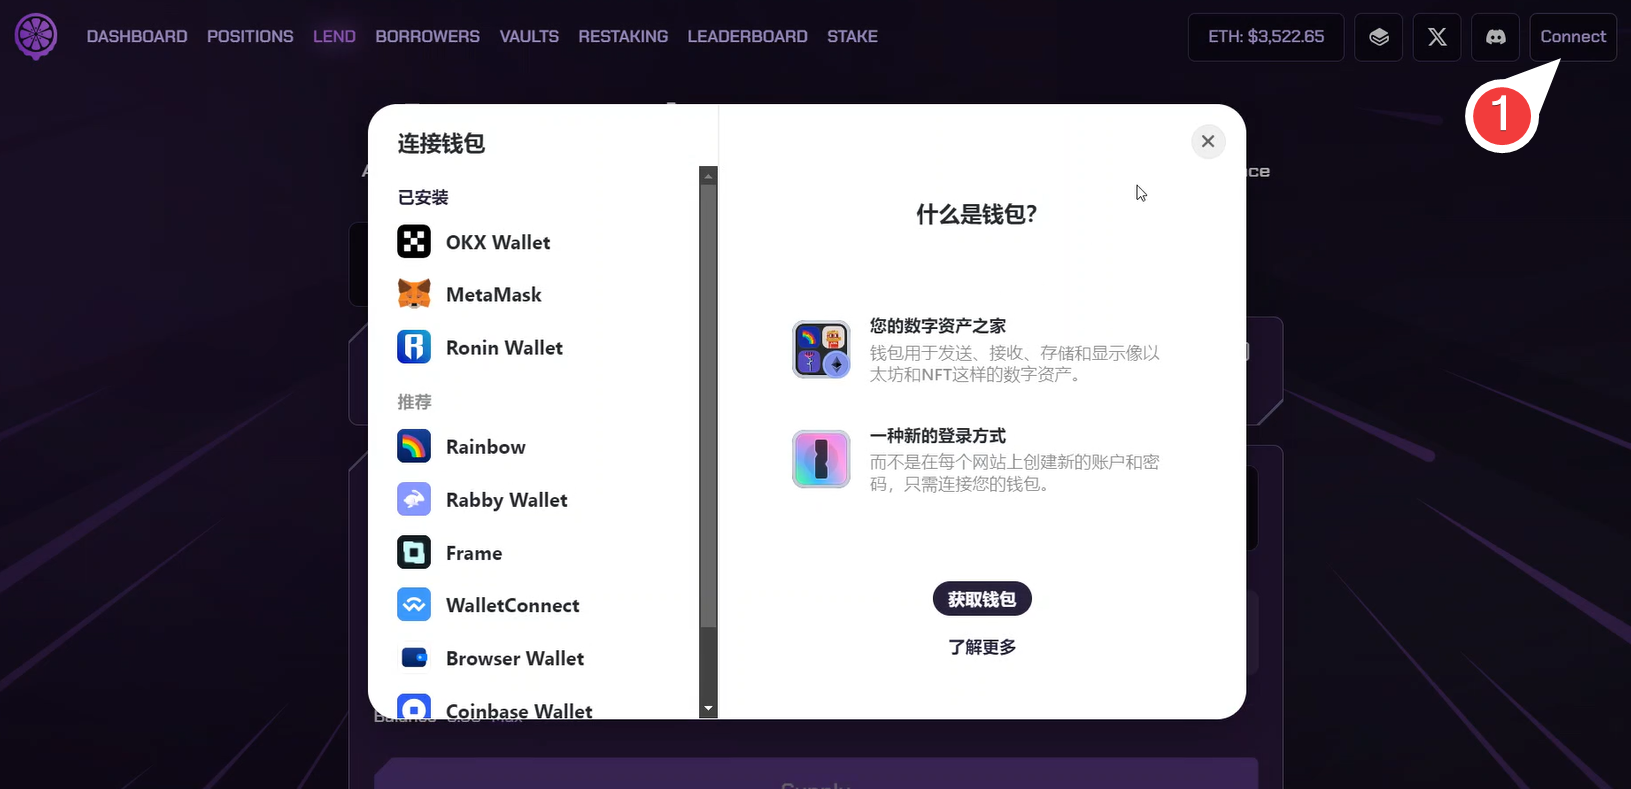 DASHBOARD POSITIONS LEND BORROWERS VAULTS RESTAKING LEADERBOARD STAKE ETH: $3,522.65 Connect
1
连接钱包
已安装
OKX Wallet
MetaMask
Ronin Wallet
推荐
Rainbow
Rabby Wallet
Frame
WalletConnect
Browser Wallet
Coinbase Wallet
什么是钱包?
您的数字资产之家
钱包用于发送、接收、存储和显示像以
太坊和NFT这样的数字资产。
一种新的登录方式
而不是在每个网站上创建新的账户和密
码，只需连接您的钱包。
获取钱包
了解更多
Supply